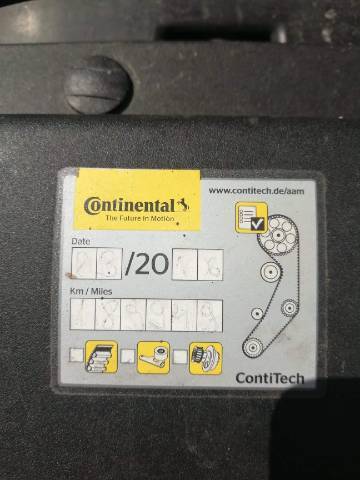 Continental
The Future in Motion
www.contitech.de/aam
Date
/20
Km / Miles
ContiTech